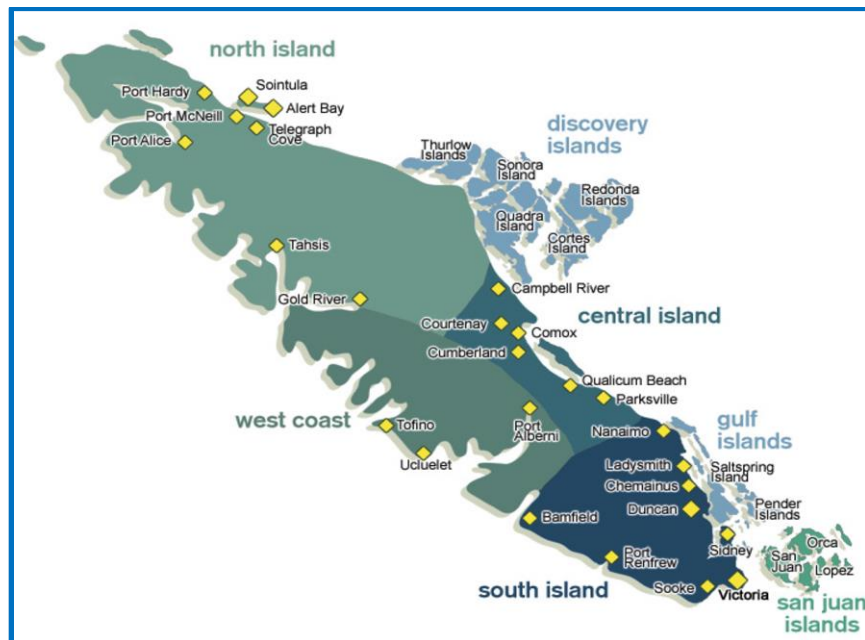 north island
Port Hardy
Sointula
Port McNeill
Alert Bay
Telegraph
Cove
Port Alice
discovery
islands
Thurlow
Islands
Sonora
Island
Redonda
Islands
Quadra
Island
Cortes
Island
Tahsis
Gold River
Campbell River
Courtenay
central island
Comox
Cumberland
Qualicum Beach
Parksville
west coast
Tofino
Port
Alberni
Ucluelet
Nanaimo
gulf
islands
Ladysmith
Saltspring
Island
Chemainus
Duncan
Pender
Islands
Bamfield
Sidney
Port
Renfrew
Orca
San
Juan
Lopez
south island
Sooke
Victoria
san juan
islands